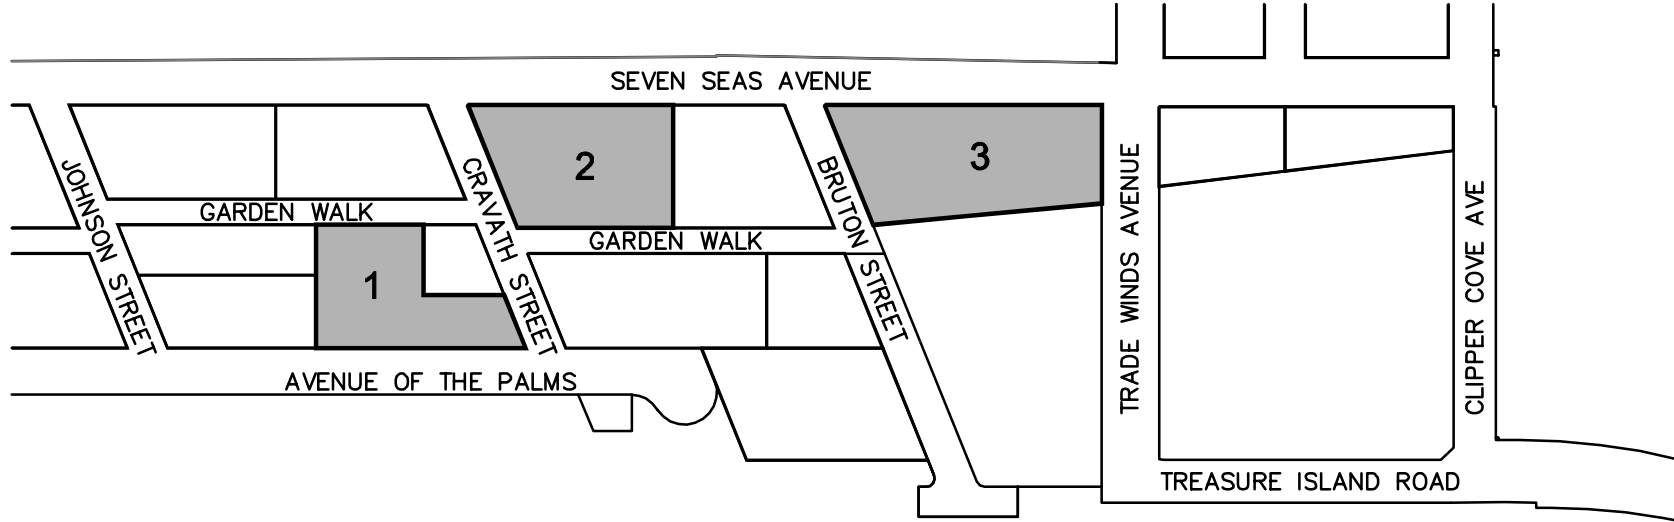 SEVEN SEAS AVENUE
2
3
JOHNSON STREET
CRAVATH STREET
BRUTON STREET
TRADE WINDS AVENUE
CLIPPER COVE AVE
GARDEN WALK
GARDEN WALK
1
AVENUE OF THE PALMS
TREASURE ISLAND ROAD